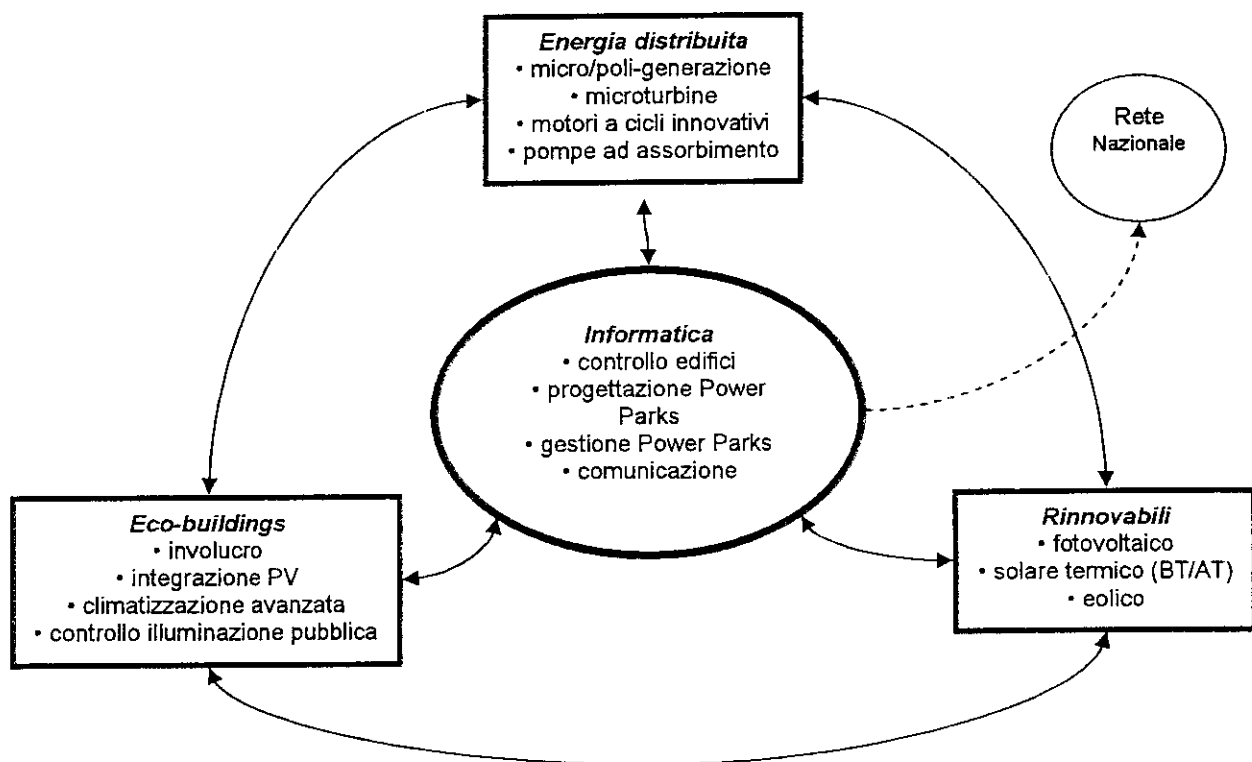 Energia distribuita
• micro/poli-generazione
• microturbine
• motori a cicli innovativi
• pompe ad assorbimento
Rete
Nazionale
Informatica
• controllo edifici
• progettazione Power
Parks
• gestione Power Parks
• comunicazione
Eco-buildings
• involucro
• integrazione PV
• climatizzazione avanzata
• controllo illuminazione pubblica
Rinnovabili
• fotovoltaico
• solare termico (BT/AT)
• eolico